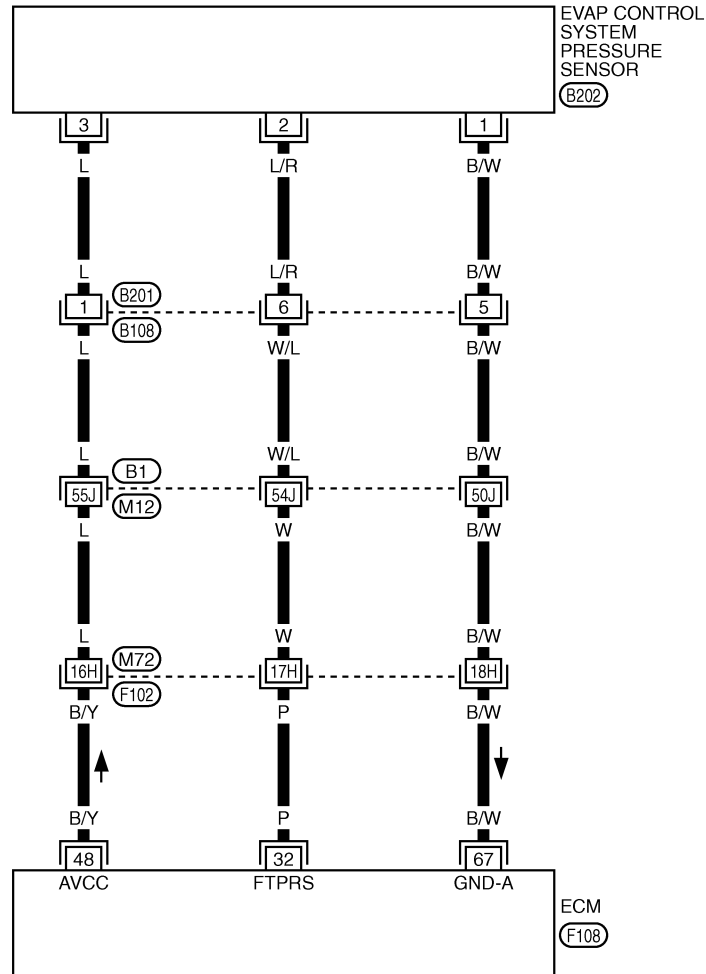 EVAP CONTROL
SYSTEM
PRESSURE
SENSOR
B202
3 2 1
L L/R B/W
L L/R B/W
B201
1 6 5
B108
L W/L B/W
L W/L B/W
B1
55J 54J 50J
M12
L W B/W
L W B/W
M72
16H 17H 18H
F102
B/Y P B/W
B/Y P B/W
48 32 67
AVCC FTPRS GND-A
ECM
F108